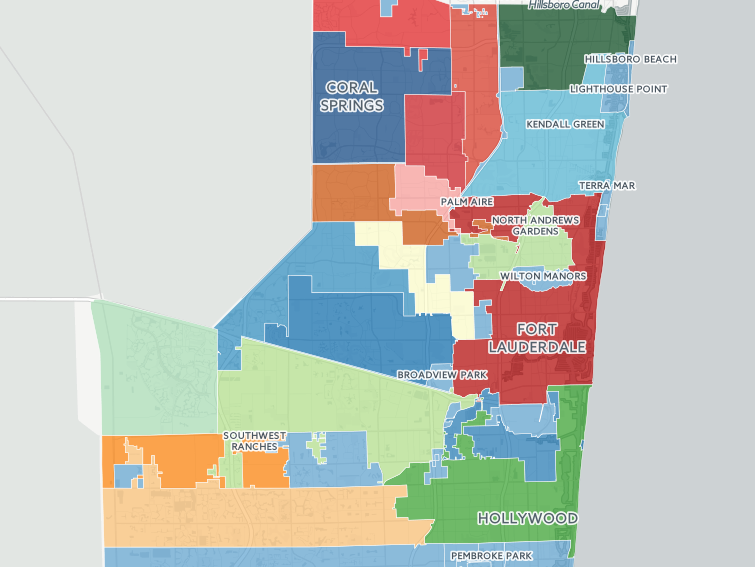 Hillsboro Canal
HILLSBORO BEACH
LIGHTHOUSE POINT
CORAL
SPRINGS
KENDALL GREEN
TERRA MAR
PALM AIRE
NORTH ANDREWS
GARDENS
WILTON MANORS
FORT
LAUDERDALE
BROADVIEW PARK
SOUTHWEST
RANCHES
HOLLYWOOD
PEMBROKE PARK